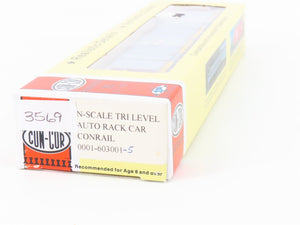 3569
CON-COR
N-SCALE TRI LEVEL
AUTO RACK CAR
CONRAIL
0001-603001-5
Recommended for Age 8 and over